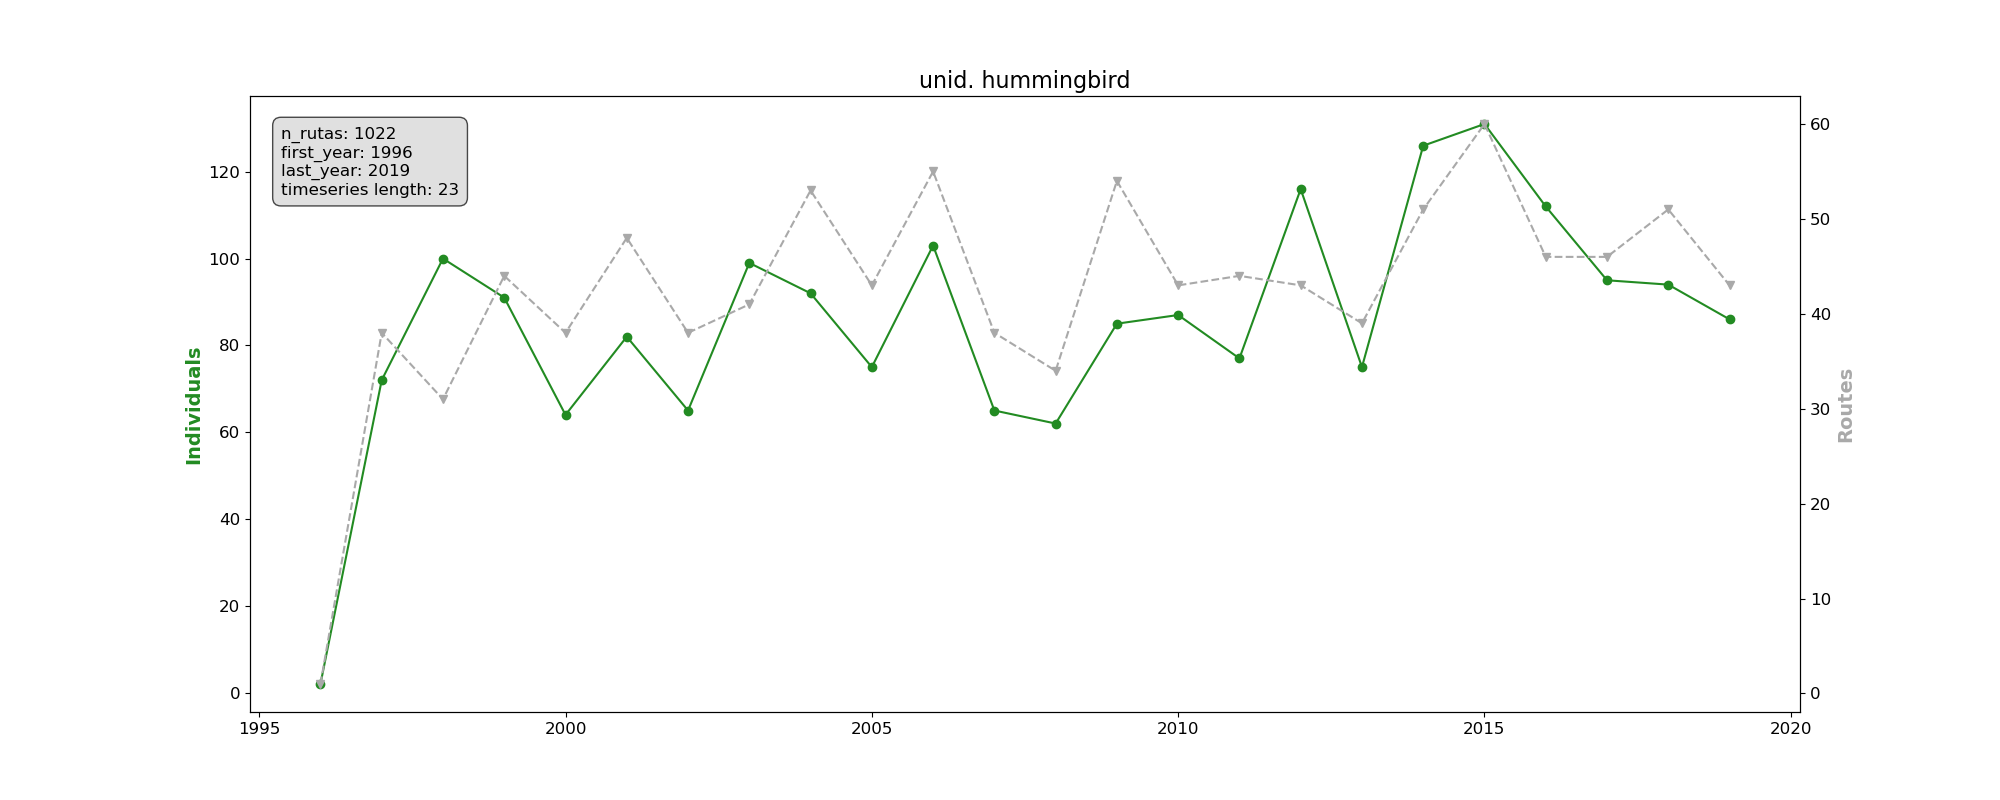 unid. hummingbird
n_rutas: 1022
first_year: 1996
last_year: 2019
timeseries length: 23
Individuals
120
100
80
60
40
20
0
60
50
40
30
20
10
0
Routes
1995 2000 2005 2010 2015 2020